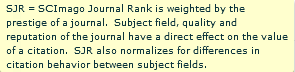 SJR = SCImago Journal Rank is weighted by the
prestige of a journal.  Subject field, quality and
reputation of the journal have a direct effect on the value
of a citation.  SJR also normalizes for differences in
citation behavior between subject fields.